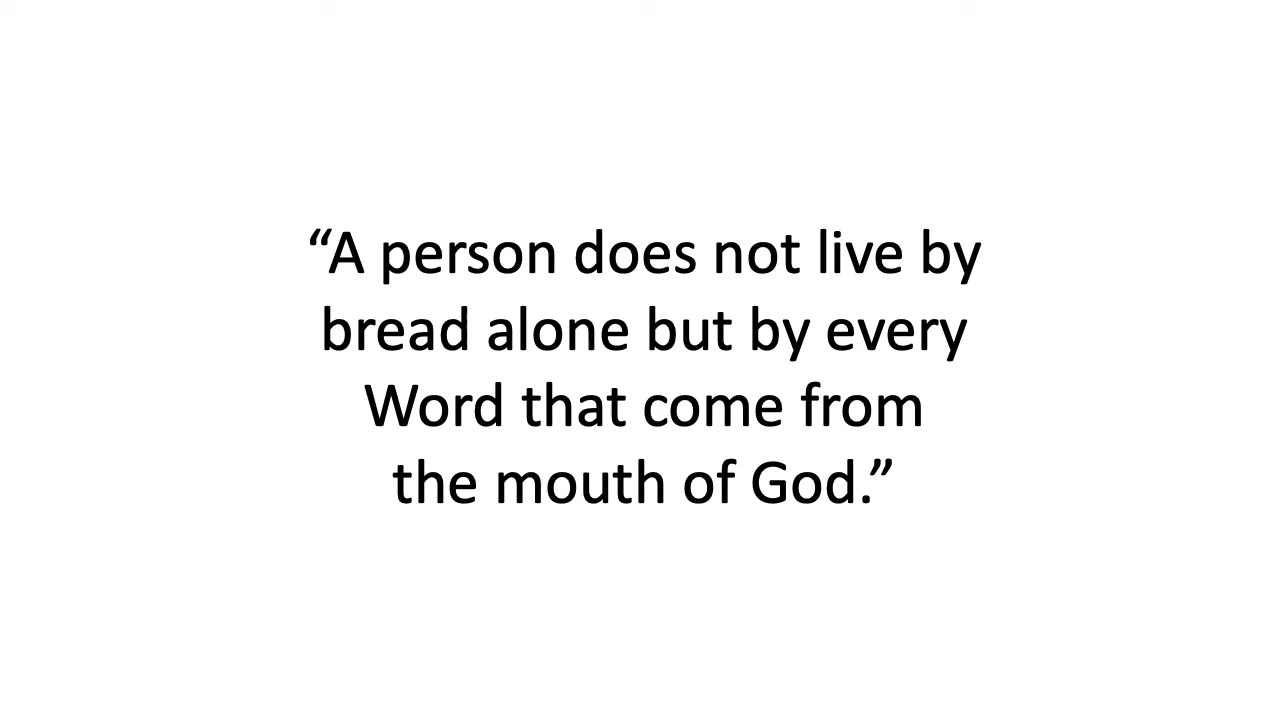 “A person does not live by
bread alone but by every
Word that come from
the mouth of God.”